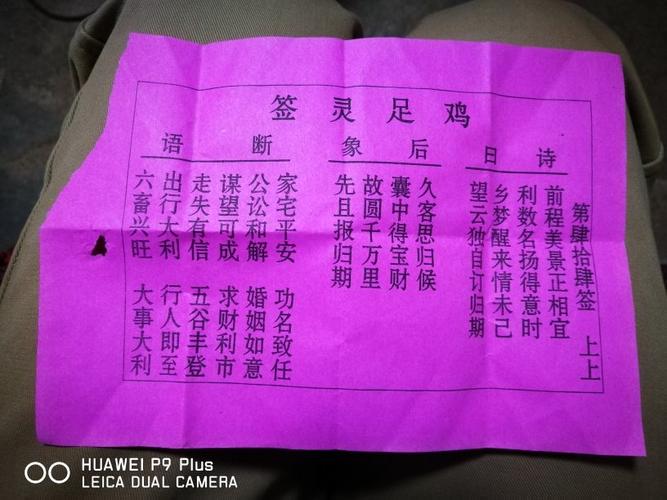 鸡足灵签
第肆拾肆签 上上
诗曰
前程美景正相宜
利数名扬得意时
乡梦醒来情未己
望云独自订归期
后象
久客思归候
囊中得宝财
故圆千万里
先且报归期
断语
家宅平安 功名致任
公讼和解 婚姻如意
谋望可成 求财利市
走失有信 五谷丰登
出行大利 行人即至
六畜兴旺 大事大利
HUAWEI P9 Plus
LEICA DUAL CAMERA